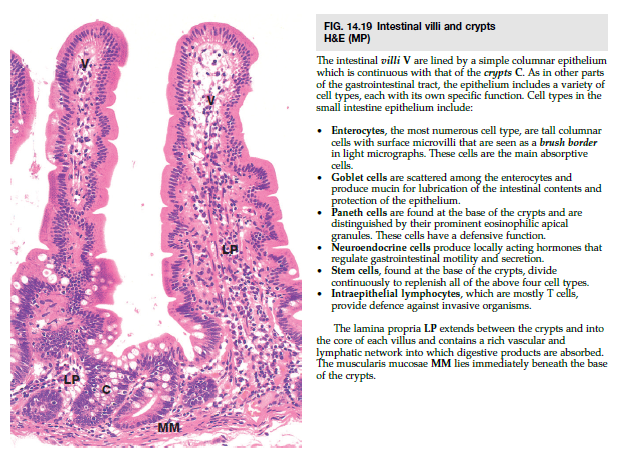 FIG. 14.19 Intestinal villi and crypts
H&E (MP)
The intestinal villi V are lined by a simple columnar epithelium
which is continuous with that of the crypts C. As in other parts
of the gastrointestinal tract, the epithelium includes a variety of
cell types, each with its own specific function. Cell types in the
small intestine epithelium include:
• Enterocytes, the most numerous cell type, are tall columnar
cells with surface microvilli that are seen as a brush border
in light micrographs. These cells are the main absorptive
cells.
• Goblet cells are scattered among the enterocytes and
produce mucin for lubrication of the intestinal contents and
protection of the epithelium.
• Paneth cells are found at the base of the crypts and are
distinguished by their prominent eosinophilic apical
granules. These cells have a defensive function.
• Neuroendocrine cells produce locally acting hormones that
regulate gastrointestinal motility and secretion.
• Stem cells, found at the base of the crypts, divide
continuously to replenish all of the above four cell types.
• Intraepithelial lymphocytes, which are mostly T cells,
provide defence against invasive organisms.
The lamina propria LP extends between the crypts and into
the core of each villus and contains a rich vascular and
lymphatic network into which digestive products are absorbed.
The muscularis mucosae MM lies immediately beneath the base
of the crypts.
V
V
LP
LP
C
MM